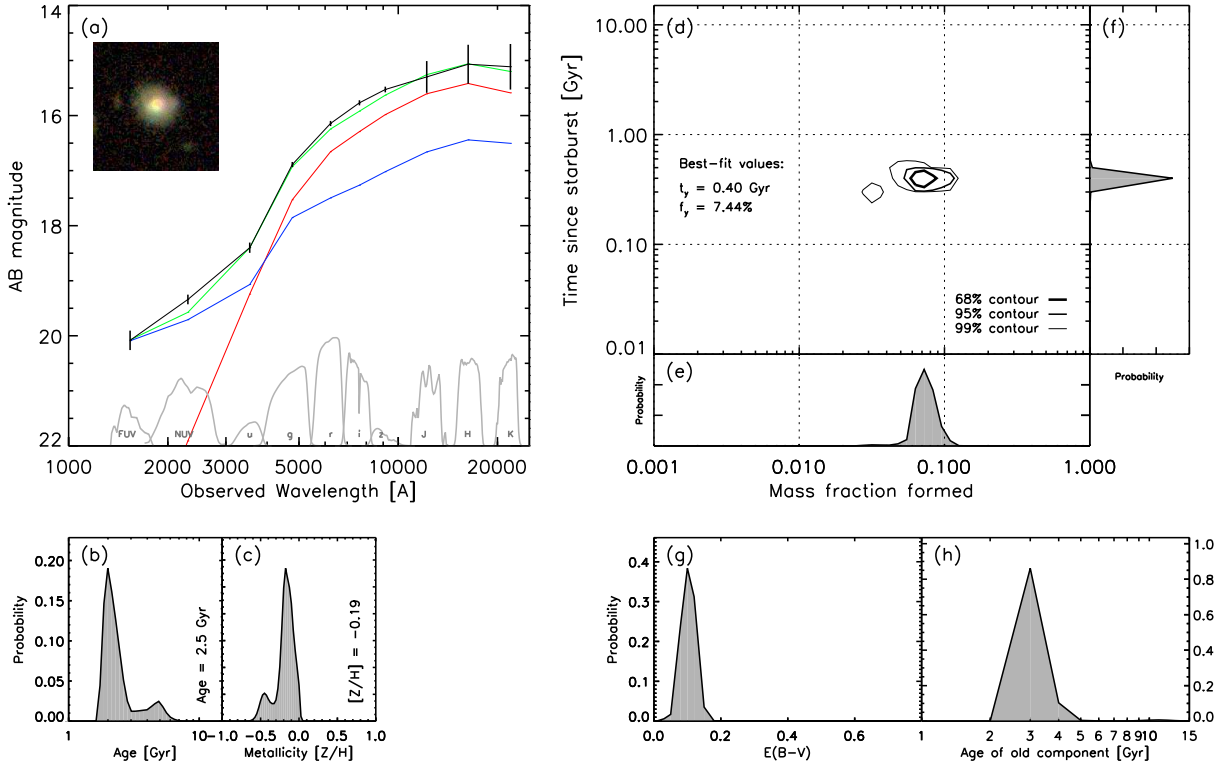 (a)
14
16
18
20
22
AB magnitude
FUV NUV u g r i z J H K
1000 2000 3000 5000 10000 20000
Observed Wavelength [A]
(d)
10.00
1.00
0.10
0.01
Time since starburst [Gyr]
Best-fit values:
t_y = 0.40 Gyr
f_y = 7.44%
68% contour
95% contour
99% contour
(f)
Probability
(e)
Probability
0.001 0.010 0.100 1.000
Mass fraction formed
(b)
0.20
0.15
0.10
0.05
0.00
Probability
Age = 2.5 Gyr
1 10
Age [Gyr]
(c)
[Z/H] = -0.19
-1.0 -0.5 0.0 0.5 1.0
Metallicity [Z/H]
(g)
0.4
0.3
0.2
0.1
0.0
Probability
0.0 0.2 0.4 0.6
E(B-V)
(h)
1.0
0.8
0.6
0.4
0.2
0.0
1 2 3 4 5 6 7 8 9 10 15
Age of old component [Gyr]